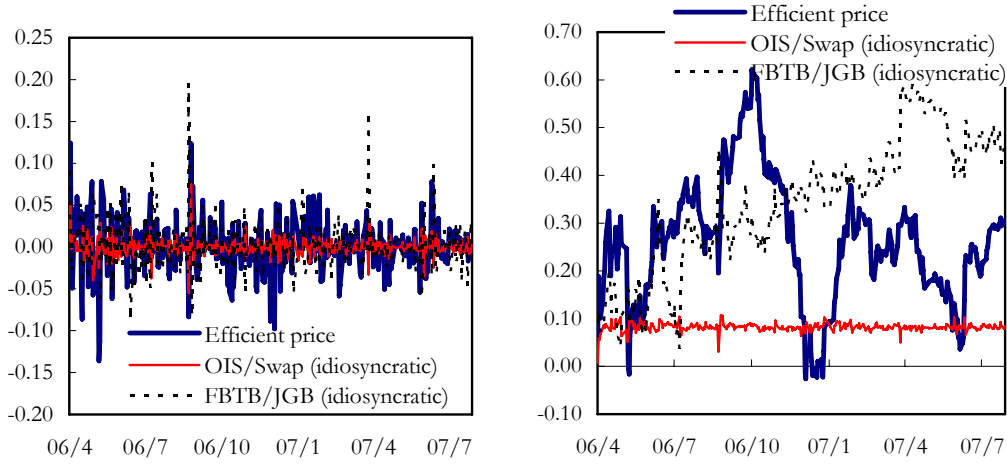 0.25
0.20
0.15
0.10
0.05
0.00
-0.05
-0.10
-0.15
-0.20
Efficient price
OIS/Swap (idiosyncratic)
FBTB/JGB (idiosyncratic)
06/4 06/7 06/10 07/1 07/4 07/7
Efficient price
OIS/Swap (idiosyncratic)
FBTB/JGB (idiosyncratic)
0.70
0.60
0.50
0.40
0.30
0.20
0.10
0.00
-0.10
06/4 06/7 06/10 07/1 07/4 07/7